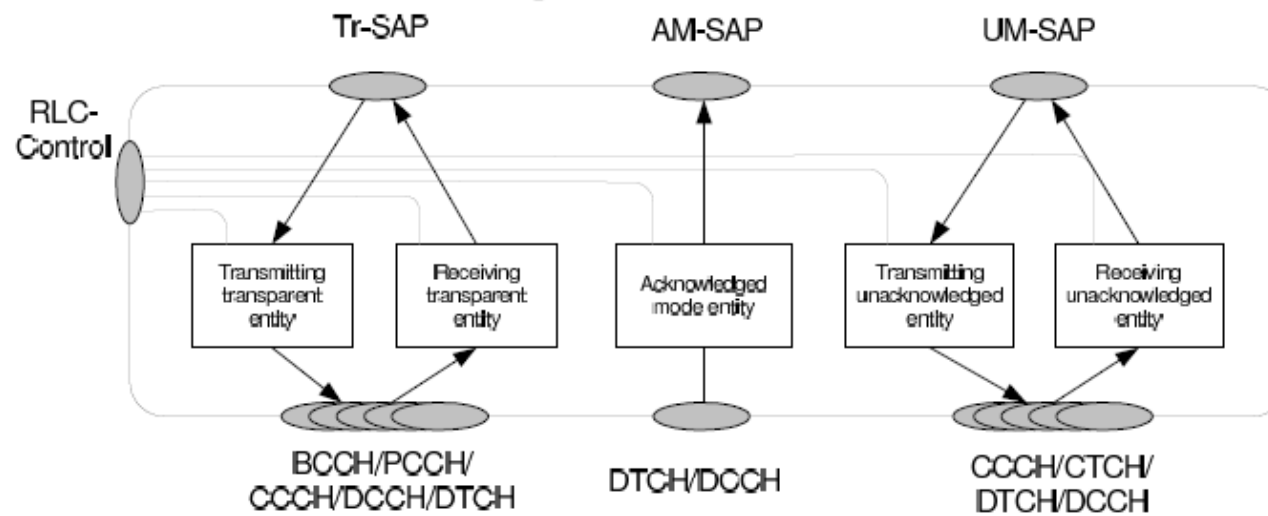 Tr-SAP
AM-SAP
UM-SAP
RLC-
Control
Transmitting
transparent
entity
Receiving
transparent
entity
Acknowledged
mode entity
Transmitting
unacknowledged
entity
Receiving
unacknowledged
entity
BCCH/PCCH/
CCCH/DCCH/DTCH
DTCH/DCCH
CCCH/CTCH/
DTCH/DCCH